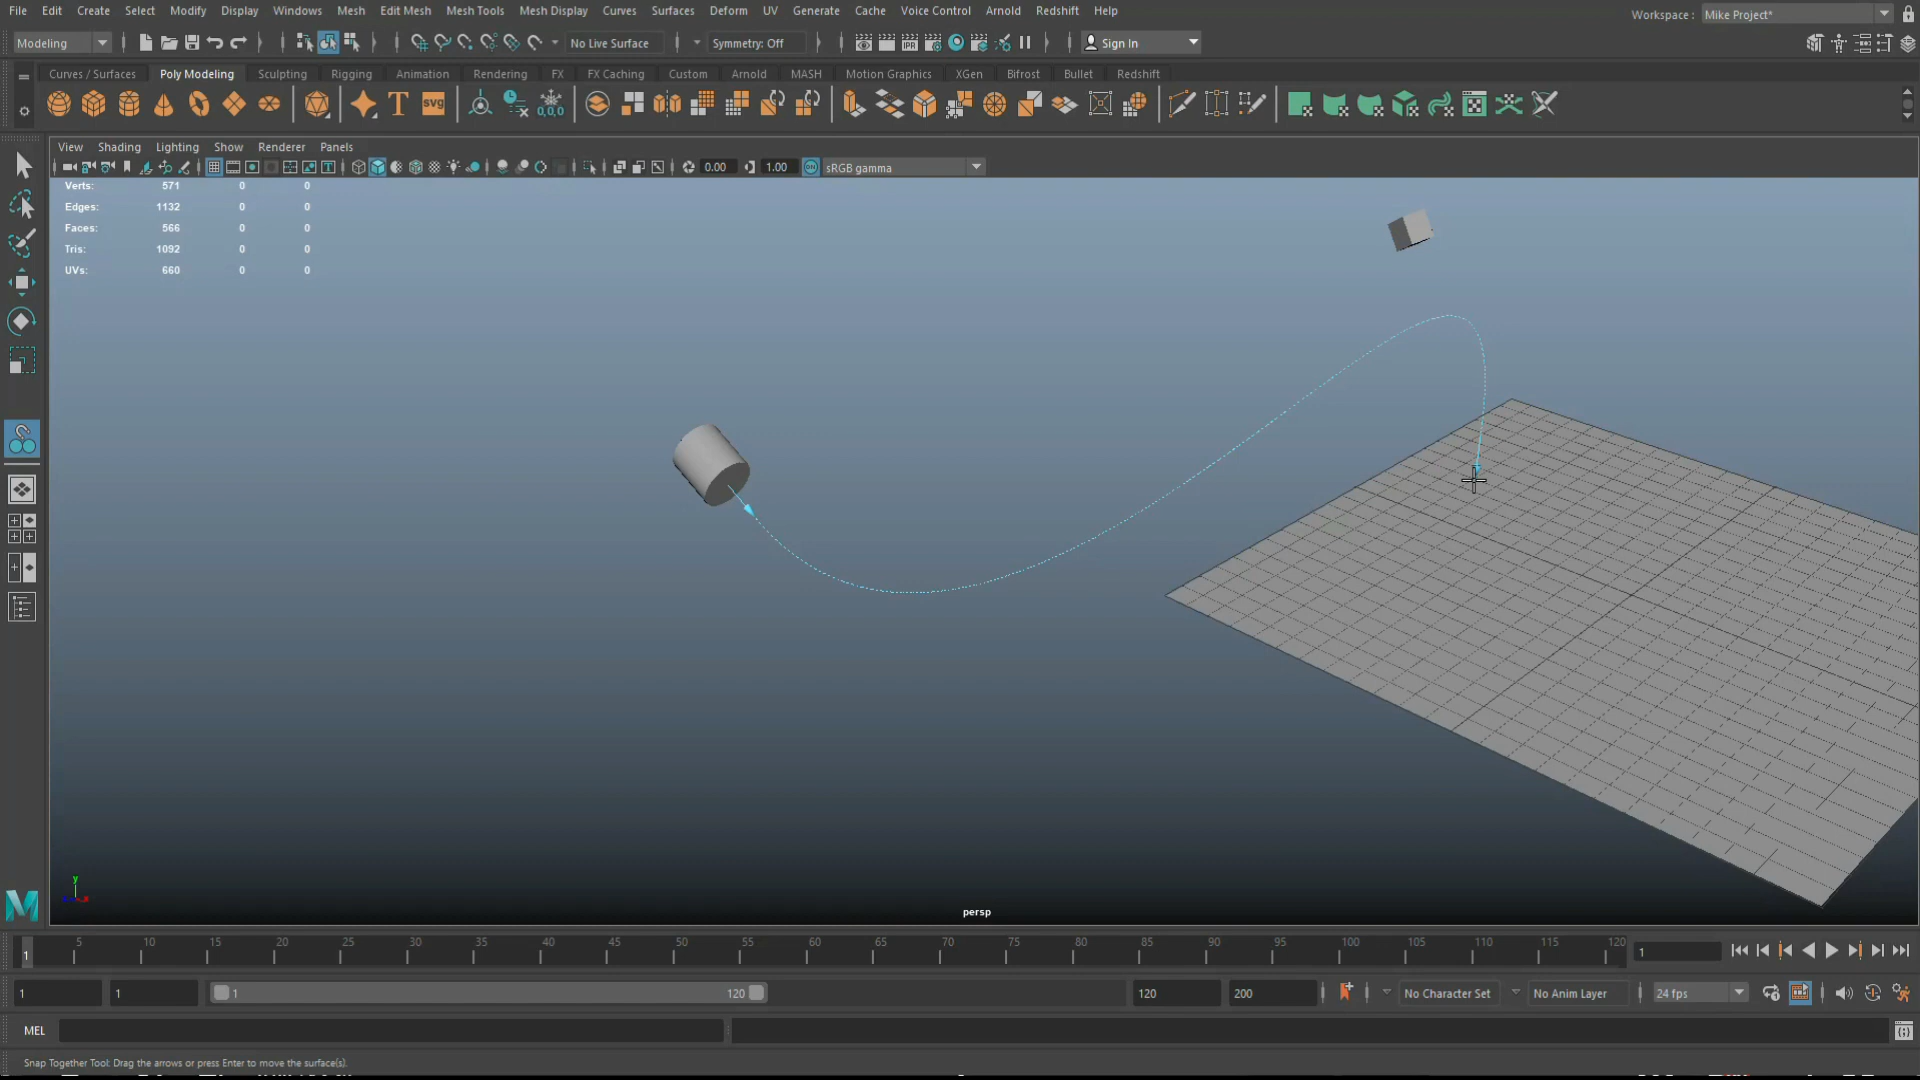 File Edit Create Select Modify Display Windows Mesh Edit Mesh Mesh Tools Mesh Display Curves Surfaces Deform UV Generate Cache Voice Control Arnold Redshift Help
Workspace : Mike Project*
Modeling No Live Surface Symmetry: Off IPR Sign In
Curves / Surfaces Poly Modeling Sculpting Rigging Animation Rendering FX FX Caching Custom Arnold MASH Motion Graphics XGen Bifrost Bullet Redshift
T svg 0,0,0
View Shading Lighting Show Renderer Panels
0.00 1.00 ON sRGB gamma
Verts: 571 0 0
Edges: 1132 0 0
Faces: 566 0 0
Tris: 1092 0 0
UVs: 660 0 0
y
persp
5 10 15 20 25 30 35 40 45 50 55 60 65 70 75 80 85 90 95 100 105 110 115 120
1 1
1 1 1 120 120 200 No Character Set No Anim Layer 24 fps
MEL
Snap Together Tool: Drag the arrows or press Enter to move the surface(s).